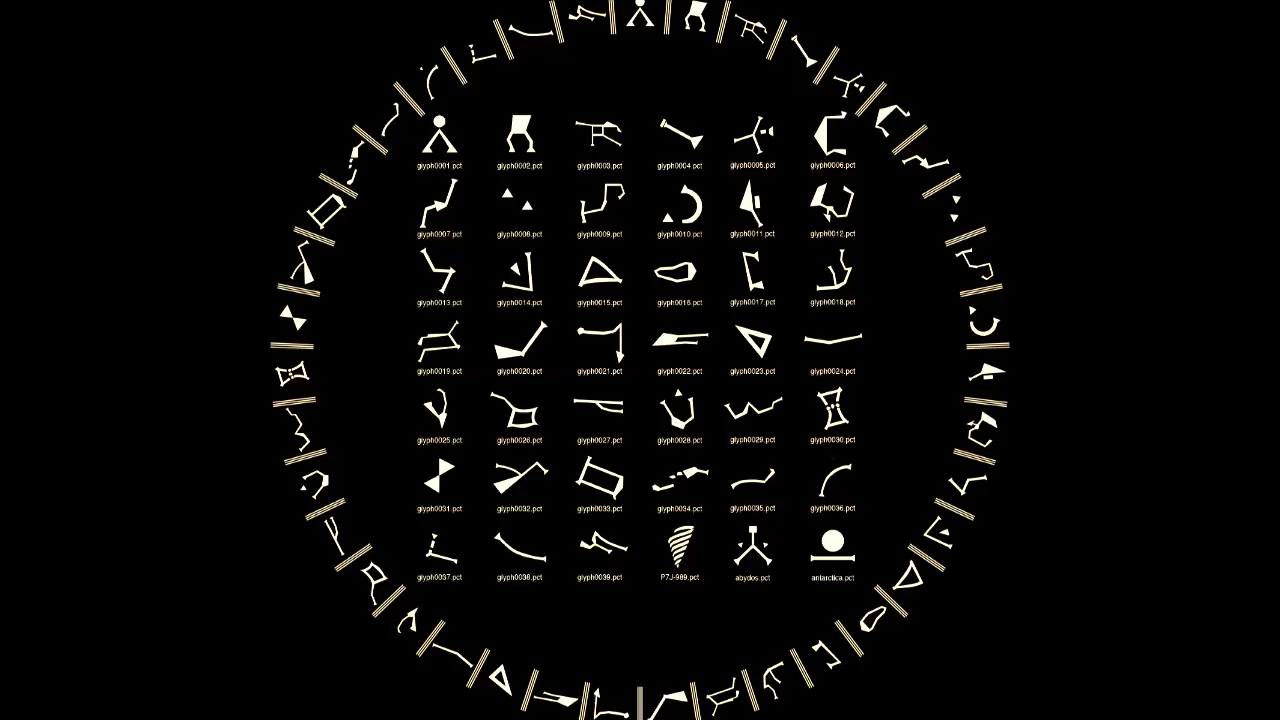 glyph0001.pct glyph0002.pct glyph0003.pct glyph0004.pct glyph0005.pct glyph0006.pct
glyph0007.pct glyph0008.pct glyph0009.pct glyph0010.pct glyph0011.pct glyph0012.pct
glyph0013.pct glyph0014.pct glyph0015.pct glyph0016.pct glyph0017.pct glyph0018.pct
glyph0019.pct glyph0020.pct glyph0021.pct glyph0022.pct glyph0023.pct glyph0024.pct
glyph0025.pct glyph0026.pct glyph0027.pct glyph0028.pct glyph0029.pct glyph0030.pct
glyph0031.pct glyph0032.pct glyph0033.pct glyph0034.pct glyph0035.pct glyph0036.pct
glyph0037.pct glyph0038.pct glyph0039.pct P7J-989.pct abydos.pct antarctica.pct